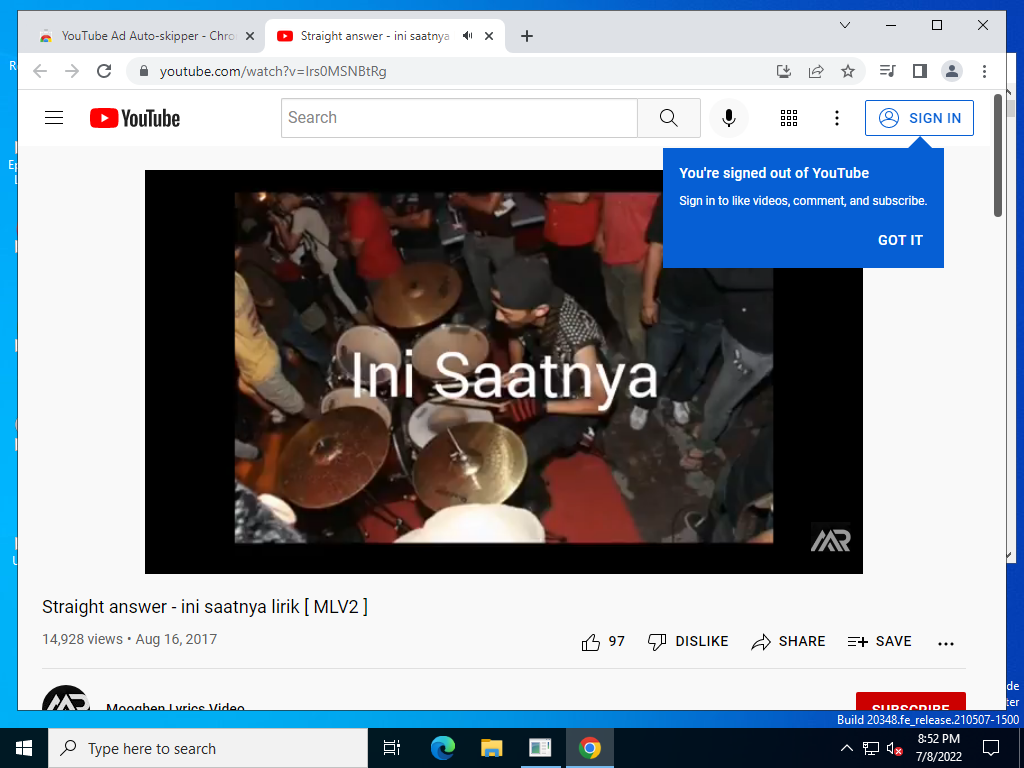 YouTube Ad Auto-skipper - Chro
Straight answer - ini saatnya
youtube.com/watch?v=Irs0MSNBtRg
YouTube
Search
SIGN IN
You're signed out of YouTube
Sign in to like videos, comment, and subscribe.
GOT IT
Ini Saatnya
MR
Straight answer - ini saatnya lirik [ MLV2 ]
14,928 views • Aug 16, 2017
97
DISLIKE
SHARE
SAVE
Mooghen Lyrics Video
SUBSCRIBE
Build 20348.fe_release.210507-1500
Type here to search
8:52 PM
7/8/2022